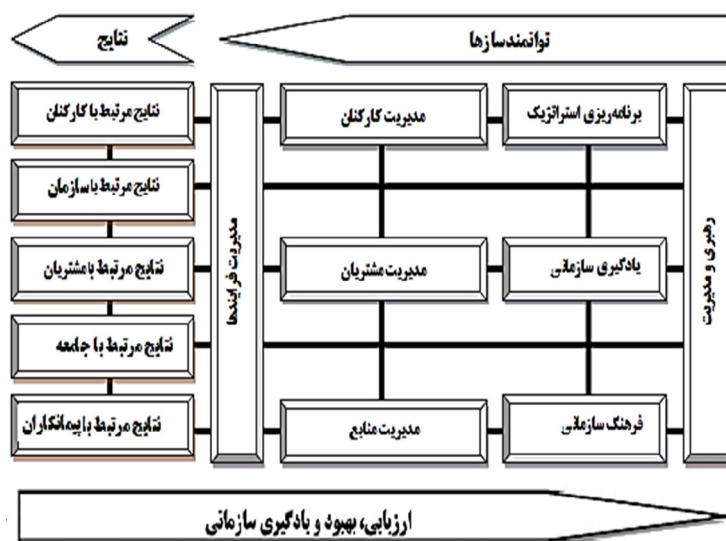 توانمندسازها
نتایج
رهبری و مدیریت
برنامه‌ریزی استراتژیک
مدیریت کارکنان
مدیریت فرایندها
نتایج مرتبط با کارکنان
نتایج مرتبط با سازمان
یادگیری سازمانی
مدیریت مشتریان
نتایج مرتبط با مشتریان
نتایج مرتبط با جامعه
فرهنگ سازمانی
مدیریت منابع
نتایج مرتبط با پیمانکاران
ارزیابی، بهبود و یادگیری سازمانی